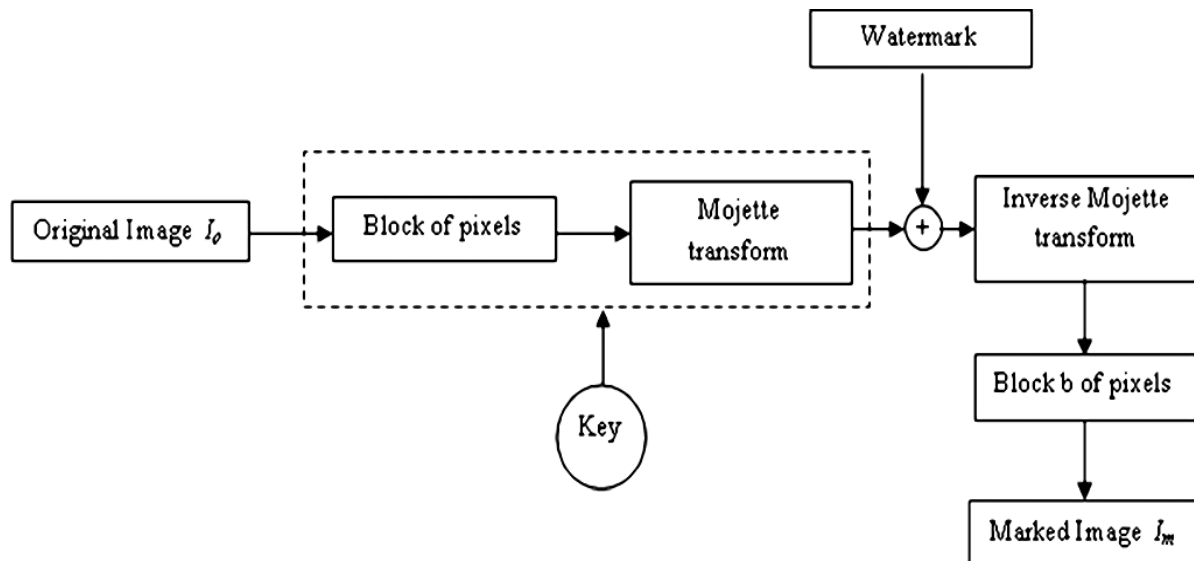 Watermark
Original Image I₀
Block of pixels
Mojette
transform
+
Inverse Mojette
transform
Key
Block b of pixels
Marked Image Iₘ